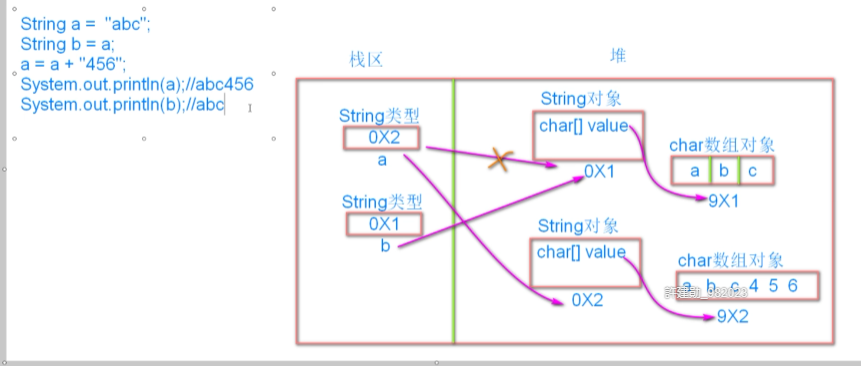 String a =  "abc";
String b = a;
a = a + "456";
System.out.println(a);//abc456
System.out.println(b);//abc
栈区
堆
String类型
0X2
a
String类型
0X1
b
String对象
char[] value
0X1
char数组对象
a b c
9X1
String对象
char[] value
0X2
char数组对象
a b c 4 5 6
9X2